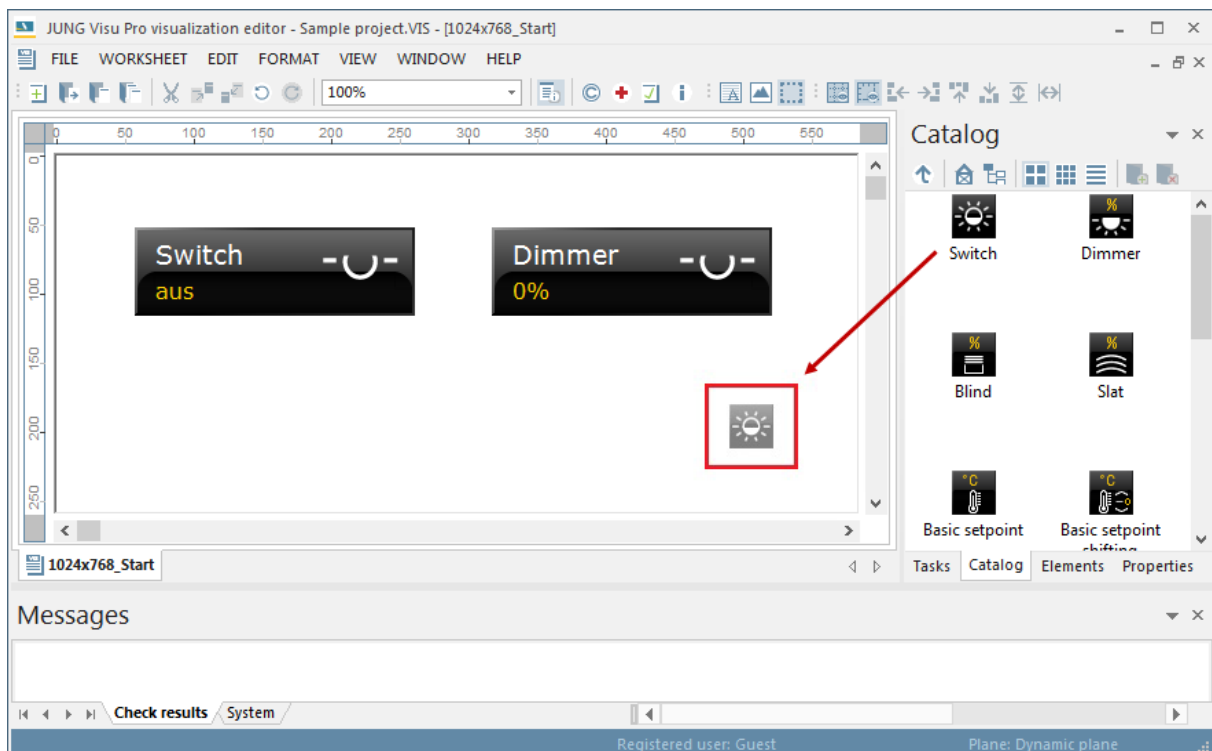 JUNG Visu Pro visualization editor - Sample project.VIS - [1024x768_Start]
FILE WORKSHEET EDIT FORMAT VIEW WINDOW HELP
100%
0 50 100 150 200 250 300 350 400 450 500 550
0
50
100
150
200
250
Switch
aus
Dimmer
0%
Catalog
%
Switch Dimmer
% %
Blind Slat
°C °C
Basic setpoint Basic setpoint
shifting
1024x768_Start
Tasks Catalog Elements Properties
Messages
Check results System
Registered user: Guest Plane: Dynamic plane